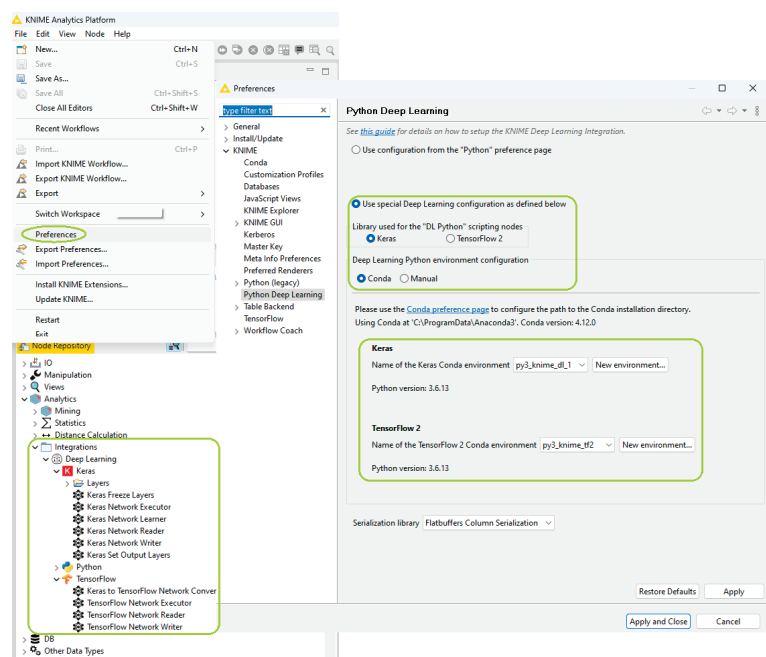 KNIME Analytics Platform
File Edit View Node Help
New... Ctrl+N
Save Ctrl+S
Save As...
Save All Ctrl+Shift+S
Close All Editors Ctrl+Shift+W
Recent Workflows
Print... Ctrl+P
Import KNIME Workflow...
Export KNIME Workflow...
Export
Switch Workspace
Preferences
Export Preferences...
Import Preferences...
Install KNIME Extensions...
Update KNIME...
Restart
Exit
Node Repository
IO
Manipulation
Views
Analytics
Mining
Statistics
Distance Calculation
Integrations
Deep Learning
Keras
Layers
Keras Freeze Layers
Keras Network Executor
Keras Network Learner
Keras Network Reader
Keras Network Writer
Keras Set Output Layers
Python
TensorFlow
Keras to TensorFlow Network Conver
TensorFlow Network Executor
TensorFlow Network Reader
TensorFlow Network Writer
DB
Other Data Types
Preferences
type filter text
General
Install/Update
KNIME
Conda
Customization Profiles
Databases
JavaScript Views
KNIME Explorer
KNIME GUI
Kerberos
Master Key
Meta Info Preferences
Preferred Renderers
Python (legacy)
Python Deep Learning
Table Backend
TensorFlow
Workflow Coach
Python Deep Learning
See this guide for details on how to setup the KNIME Deep Learning Integration.
Use configuration from the "Python" preference page
Use special Deep Learning configuration as defined below
Library used for the "DL Python" scripting nodes
Keras TensorFlow 2
Deep Learning Python environment configuration
Conda Manual
Please use the Conda preference page to configure the path to the Conda installation directory.
Using Conda at 'C:\ProgramData\Anaconda3'. Conda version: 4.12.0
Keras
Name of the Keras Conda environment py3_knime_dl_1 New environment...
Python version: 3.6.13
TensorFlow 2
Name of the TensorFlow 2 Conda environment py3_knime_tf2 New environment...
Python version: 3.6.13
Serialization library Flatbuffers Column Serialization
Restore Defaults Apply
Apply and Close Cancel